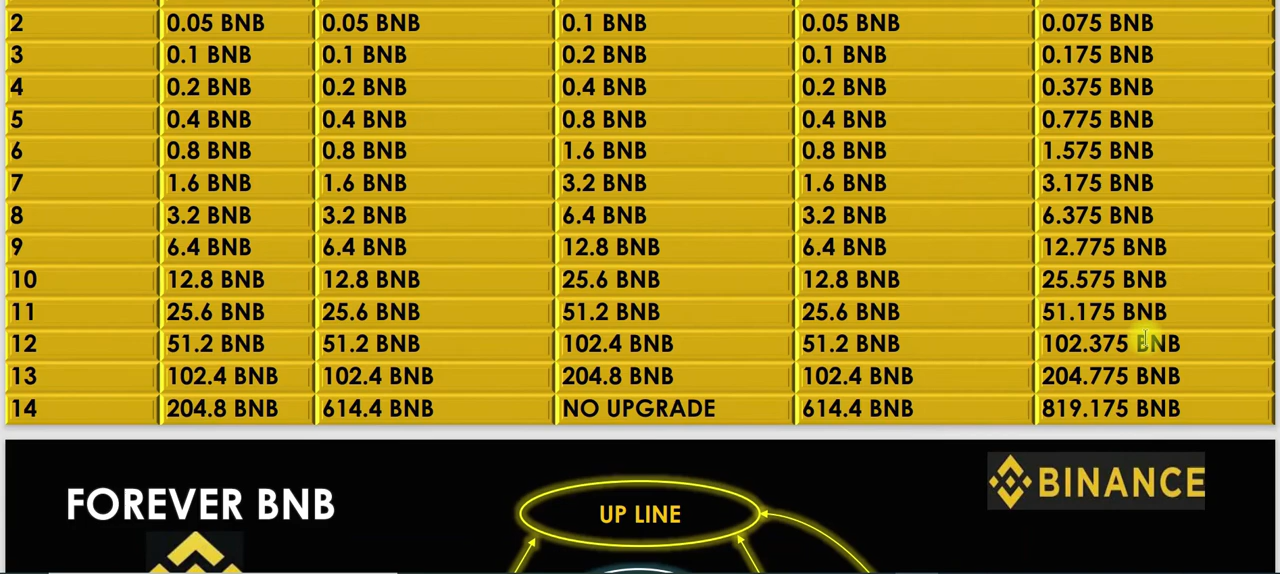 2 0.05 BNB 0.05 BNB 0.1 BNB 0.05 BNB 0.075 BNB
3 0.1 BNB 0.1 BNB 0.2 BNB 0.1 BNB 0.175 BNB
4 0.2 BNB 0.2 BNB 0.4 BNB 0.2 BNB 0.375 BNB
5 0.4 BNB 0.4 BNB 0.8 BNB 0.4 BNB 0.775 BNB
6 0.8 BNB 0.8 BNB 1.6 BNB 0.8 BNB 1.575 BNB
7 1.6 BNB 1.6 BNB 3.2 BNB 1.6 BNB 3.175 BNB
8 3.2 BNB 3.2 BNB 6.4 BNB 3.2 BNB 6.375 BNB
9 6.4 BNB 6.4 BNB 12.8 BNB 6.4 BNB 12.775 BNB
10 12.8 BNB 12.8 BNB 25.6 BNB 12.8 BNB 25.575 BNB
11 25.6 BNB 25.6 BNB 51.2 BNB 25.6 BNB 51.175 BNB
12 51.2 BNB 51.2 BNB 102.4 BNB 51.2 BNB 102.375 BNB
13 102.4 BNB 102.4 BNB 204.8 BNB 102.4 BNB 204.775 BNB
14 204.8 BNB 614.4 BNB NO UPGRADE 614.4 BNB 819.175 BNB
FOREVER BNB
UP LINE
BINANCE